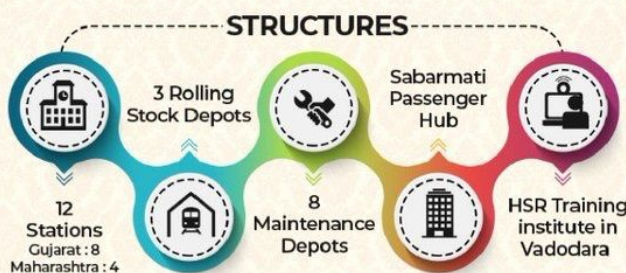 STRUCTURES
12
Stations
Gujarat : 8
Maharashtra : 4
3 Rolling
Stock Depots
8
Maintenance
Depots
Sabarmati
Passenger
Hub
HSR Training
institute in
Vadodara